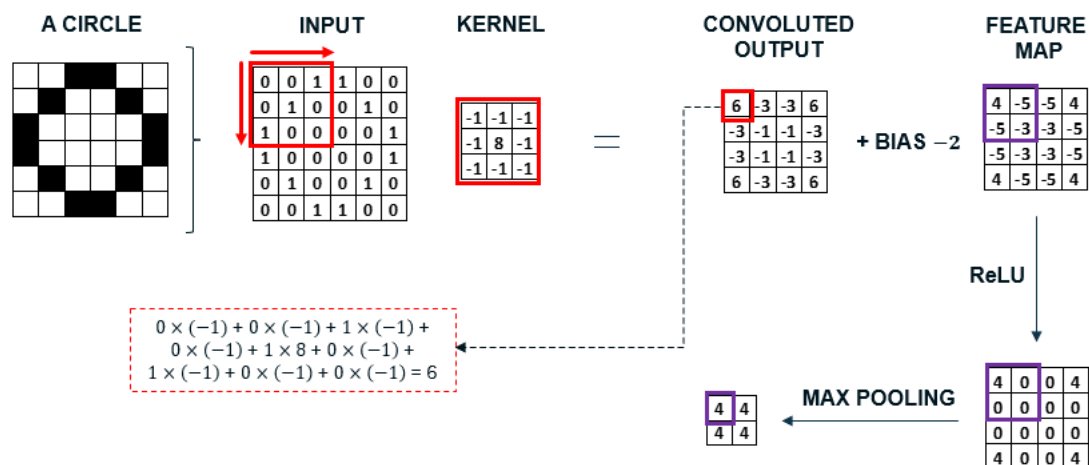 A CIRCLE
INPUT
KERNEL
CONVOLUTED
OUTPUT
FEATURE
MAP
0 0 1 1 0 0
0 1 0 0 1 0
1 0 0 0 0 1
1 0 0 0 0 1
0 1 0 0 1 0
0 0 1 1 0 0
-1 -1 -1
-1 8 -1
-1 -1 -1
=
6 -3 -3 6
-3 -1 -1 -3
-3 -1 -1 -3
6 -3 -3 6
+ BIAS −2
4 -5 -5 4
-5 -3 -3 -5
-5 -3 -3 -5
4 -5 -5 4
ReLU
0 × (−1) + 0 × (−1) + 1 × (−1) +
0 × (−1) + 1 × 8 + 0 × (−1) +
1 × (−1) + 0 × (−1) + 0 × (−1) = 6
4 0 0 4
0 0 0 0
0 0 0 0
4 0 0 4
MAX POOLING
4 4
4 4